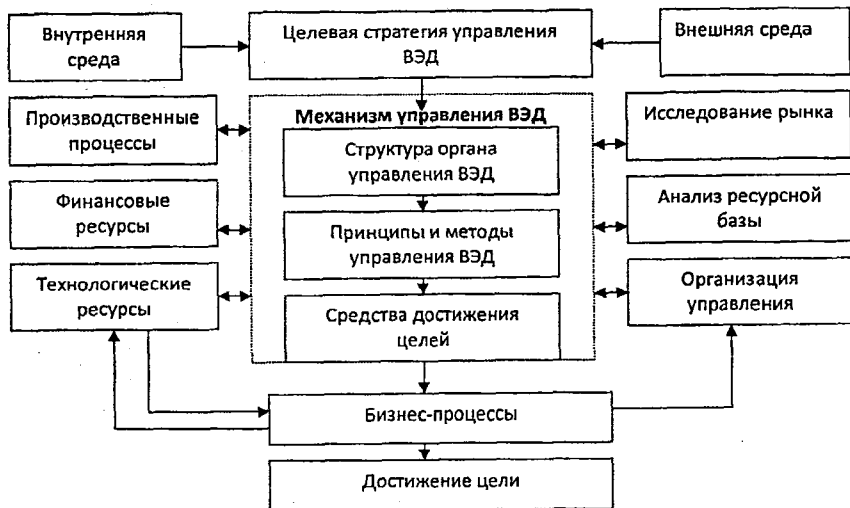 Внутренняя
среда
Целевая стратегия управления
ВЭД
Внешняя среда
Механизм управления ВЭД
Производственные
процессы
Структура органа
управления ВЭД
Исследование рынка
Финансовые
ресурсы
Принципы и методы
управления ВЭД
Анализ ресурсной
базы
Технологические
ресурсы
Средства достижения
целей
Организация
управления
Бизнес-процессы
Достижение цели